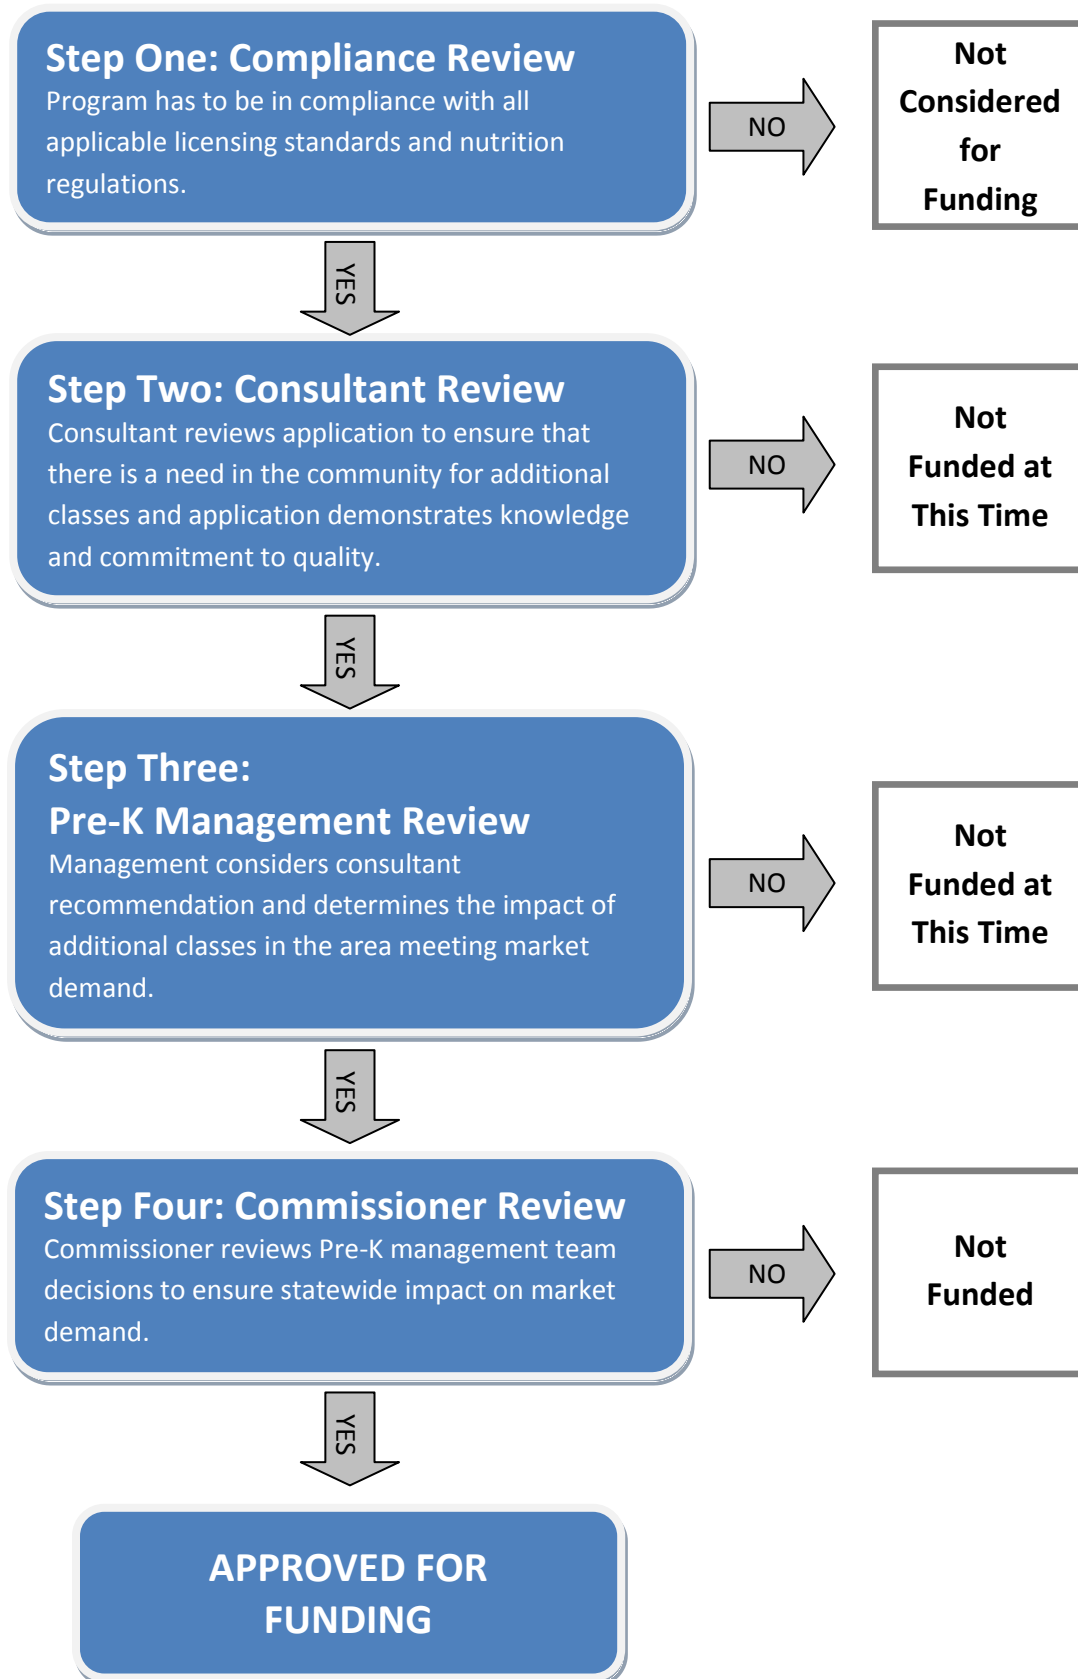 Step One: Compliance Review
Program has to be in compliance with all
applicable licensing standards and nutrition
regulations.
NO
Not
Considered
for
Funding
YES
Step Two: Consultant Review
Consultant reviews application to ensure that
there is a need in the community for additional
classes and application demonstrates knowledge
and commitment to quality.
NO
Not
Funded at
This Time
YES
Step Three:
Pre-K Management Review
Management considers consultant
recommendation and determines the impact of
additional classes in the area meeting market
demand.
NO
Not
Funded at
This Time
YES
Step Four: Commissioner Review
Commissioner reviews Pre-K management team
decisions to ensure statewide impact on market
demand.
NO
Not
Funded
YES
APPROVED FOR
FUNDING